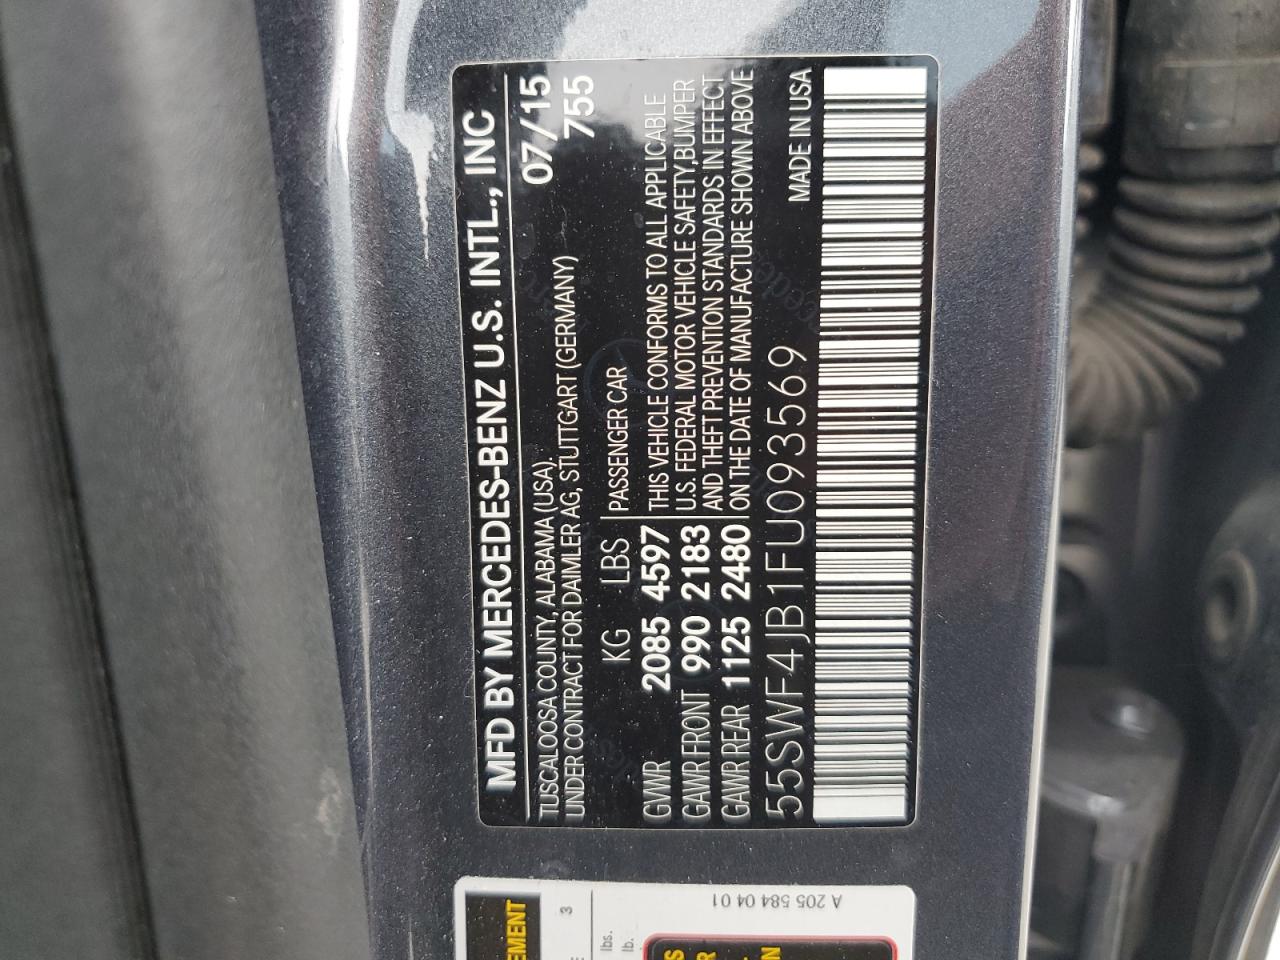 MFD BY MERCEDES-BENZ U.S. INTL., INC
TUSCALOOSA COUNTY, ALABAMA (USA). 07/15
UNDER CONTRACT FOR DAIMLER AG, STUTTGART (GERMANY) 755
KG LBS PASSENGER CAR
GVWR 2085 4597 THIS VEHICLE CONFORMS TO ALL APPLICABLE
GAWR FRONT 990 2183 U.S. FEDERAL MOTOR VEHICLE SAFETY,BUMPER
AND THEFT PREVENTION STANDARDS IN EFFECT
GAWR REAR 1125 2480 ON THE DATE OF MANUFACTURE SHOWN ABOVE
55SWF4JB1FU093569 MADE IN USA
A 205 584 04 01
3
lbs.
lb.